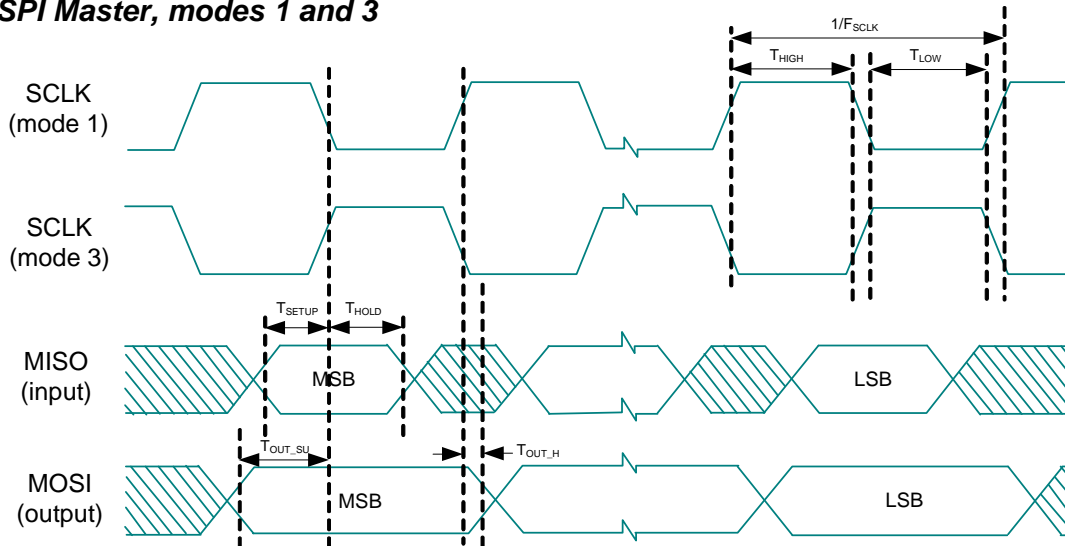 SPI Master, modes 1 and 3
1/FSCLK
THIGH
TLOW
SCLK
(mode 1)
SCLK
(mode 3)
TSETUP
THOLD
MISO
(input)
MSB
LSB
TOUT_SU
TOUT_H
MOSI
(output)
MSB
LSB